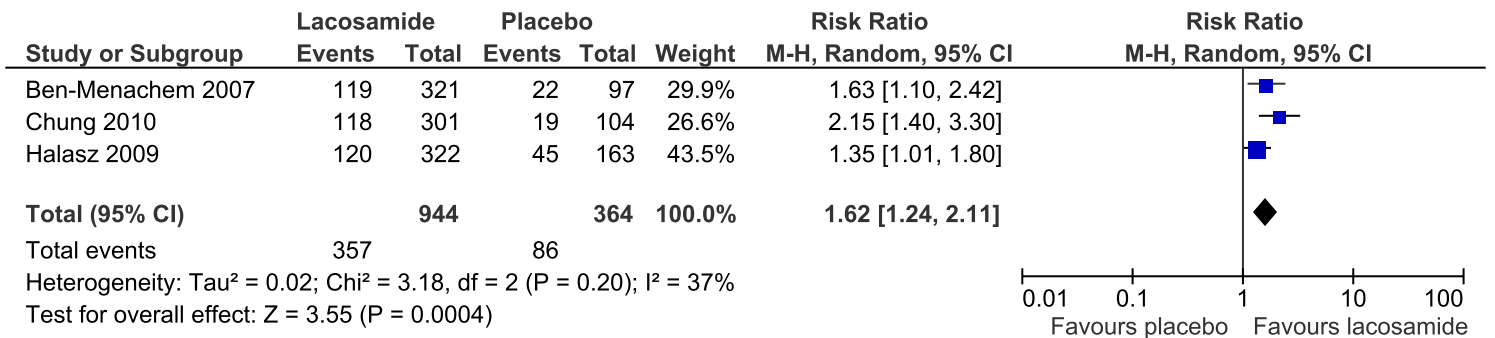 Lacosamide Placebo Risk Ratio Risk Ratio
Study or Subgroup Events Total Events Total Weight M-H, Random, 95% CI M-H, Random, 95% CI
Ben-Menachem 2007 119 321 22 97 29.9% 1.63 [1.10, 2.42]
Chung 2010 118 301 19 104 26.6% 2.15 [1.40, 3.30]
Halasz 2009 120 322 45 163 43.5% 1.35 [1.01, 1.80]
Total (95% CI) 944 364 100.0% 1.62 [1.24, 2.11]
Total events 357 86
Heterogeneity: Tau² = 0.02; Chi² = 3.18, df = 2 (P = 0.20); I² = 37%
Test for overall effect: Z = 3.55 (P = 0.0004)
0.01 0.1 1 10 100
Favours placebo Favours lacosamide